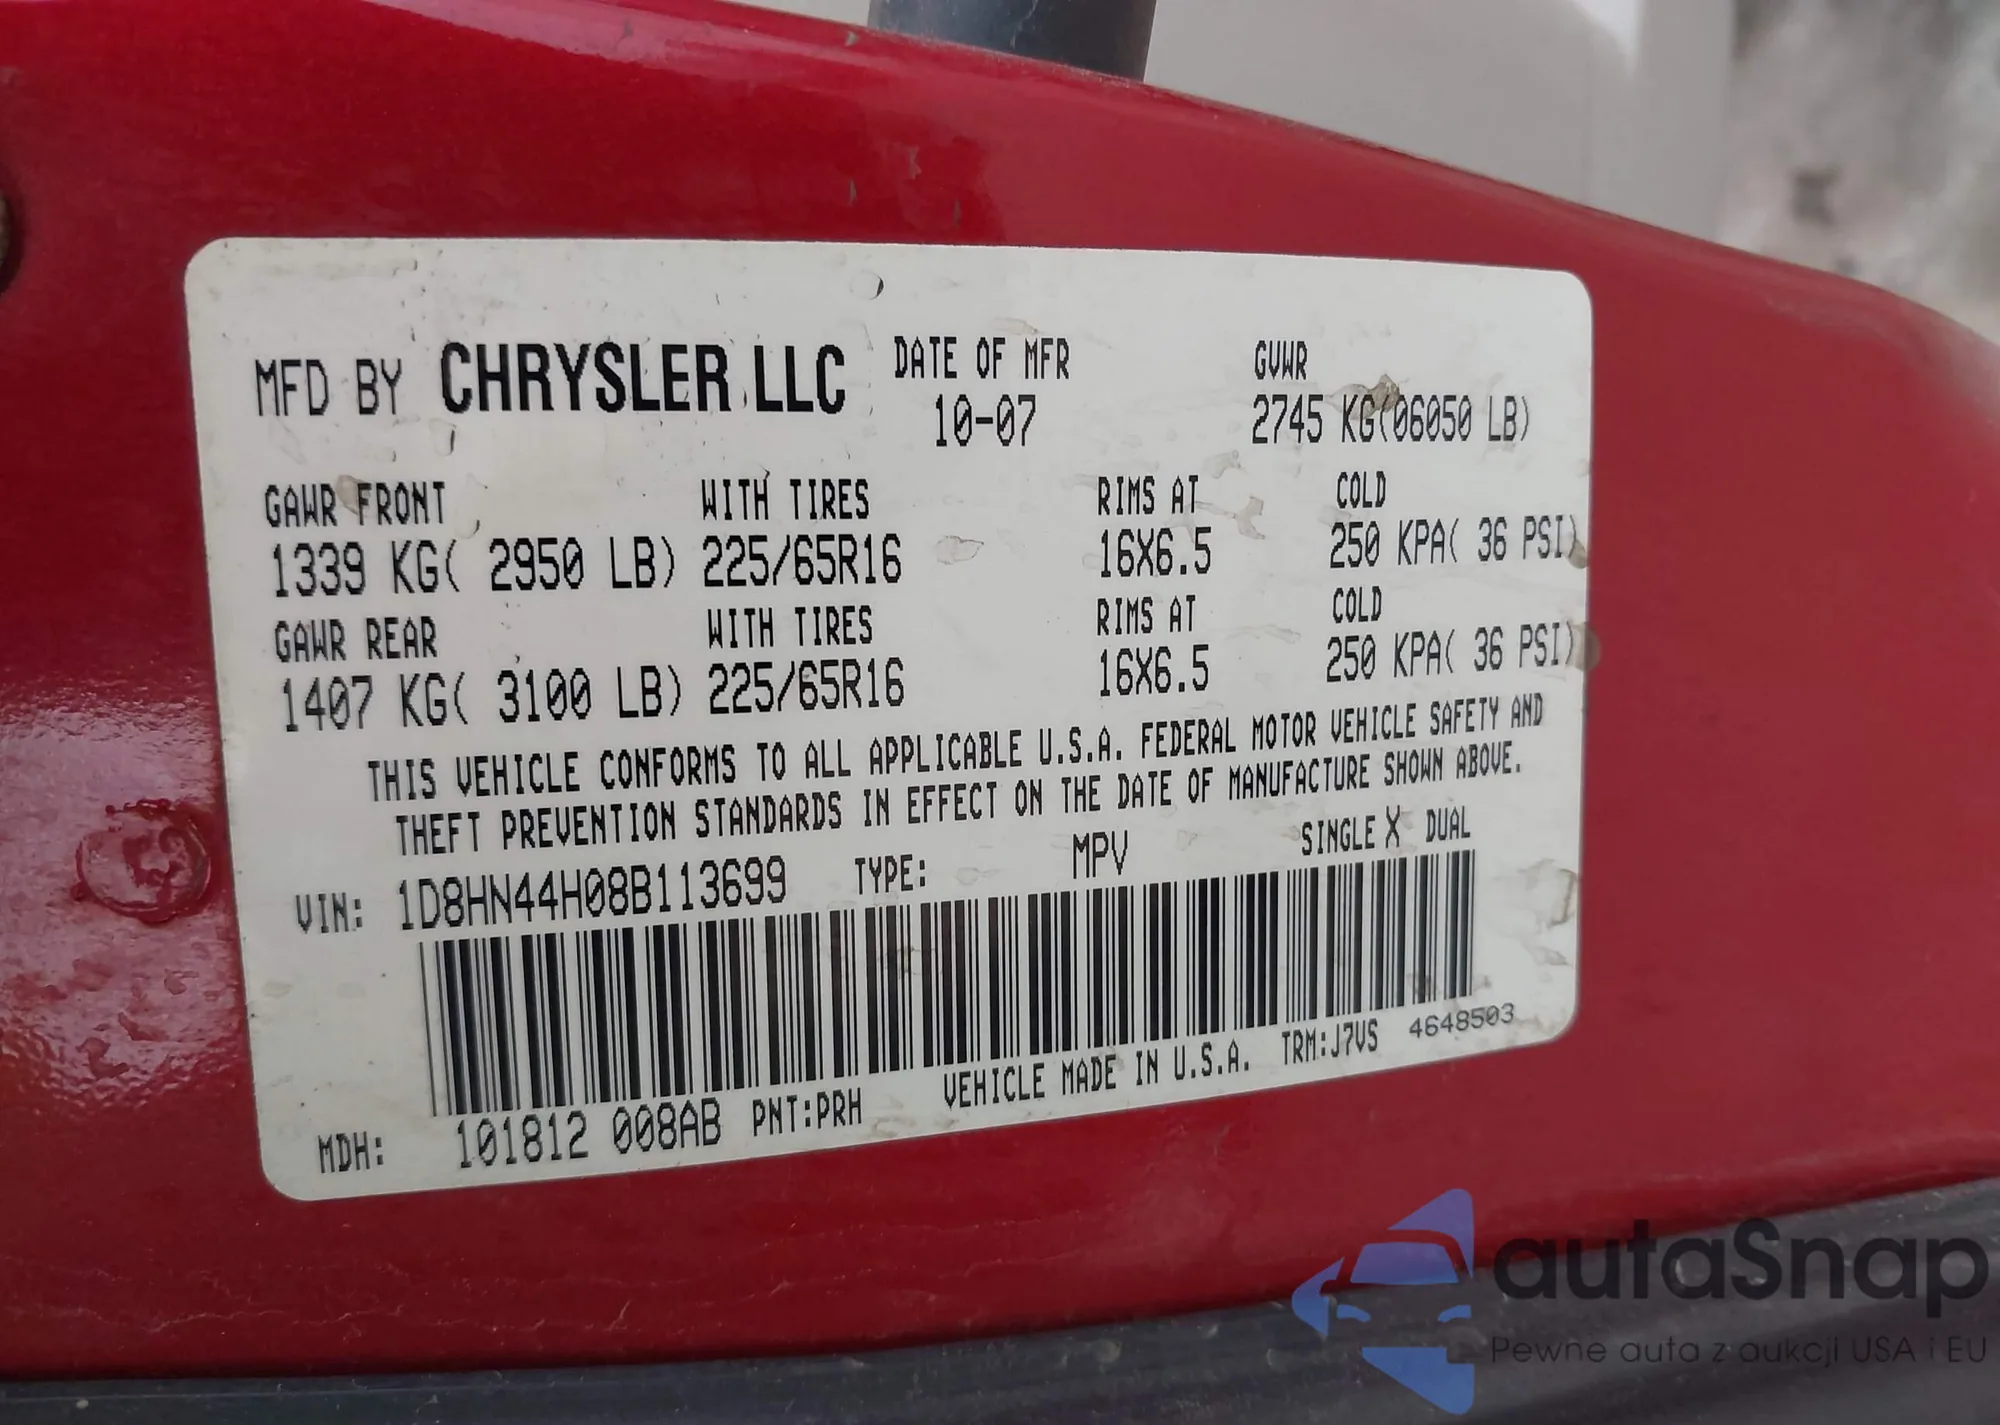 MFD BY CHRYSLER LLC DATE OF MFR GVWR
10-07 2745 KG(06050 LB)
GAWR FRONT WITH TIRES RIMS AT COLD
1339 KG( 2950 LB) 225/65R16 16X6.5 250 KPA( 36 PSI)
GAWR REAR WITH TIRES RIMS AT COLD
1407 KG( 3100 LB) 225/65R16 16X6.5 250 KPA( 36 PSI)
THIS VEHICLE CONFORMS TO ALL APPLICABLE U.S.A. FEDERAL MOTOR VEHICLE SAFETY AND
THEFT PREVENTION STANDARDS IN EFFECT ON THE DATE OF MANUFACTURE SHOWN ABOVE.
VIN: 1D8HN44H08B113699 TYPE: MPV SINGLE X DUAL
MDH: 101812 008AB PNT:PRH VEHICLE MADE IN U.S.A. TRM:J7VS 4648503
autaSnap
Pewne auta z aukcji USA i EU